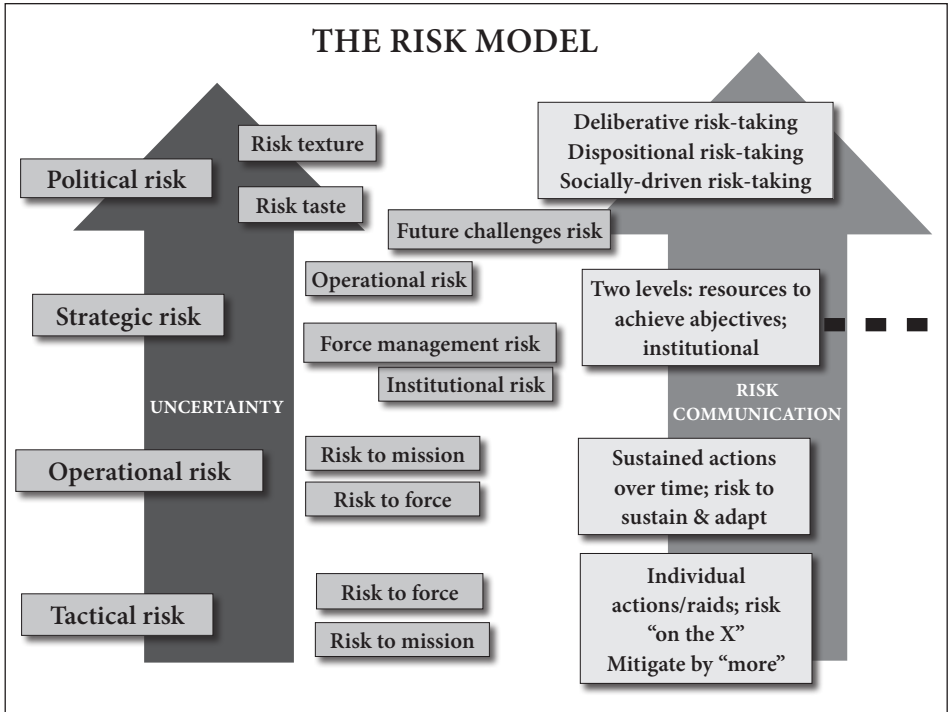 THE RISK MODEL
Political risk
Risk texture
Risk taste
Deliberative risk-taking
Dispositional risk-taking
Socially-driven risk-taking
Future challenges risk
Strategic risk
Operational risk
Force management risk
Institutional risk
Two levels: resources to
achieve abjectives;
institutional
UNCERTAINTY
RISK
COMMUNICATION
Operational risk
Risk to mission
Risk to force
Sustained actions
over time; risk to
sustain & adapt
Tactical risk
Risk to force
Risk to mission
Individual
actions/raids; risk
“on the X”
Mitigate by “more”